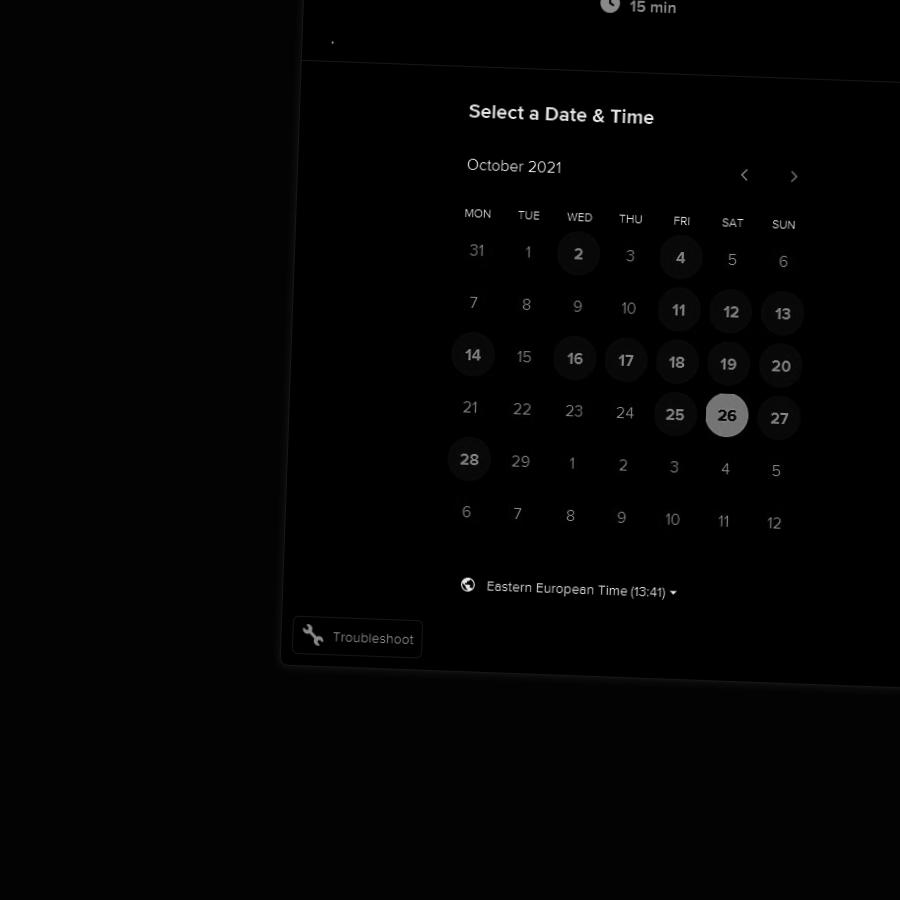 15 min
.
Select a Date & Time
October 2021
MON TUE WED THU FRI SAT SUN
31 1 2 3 4 5 6
7 8 9 10 11 12 13
14 15 16 17 18 19 20
21 22 23 24 25 26 27
28 29 1 2 3 4 5
6 7 8 9 10 11 12
Eastern European Time (13:41)
Troubleshoot